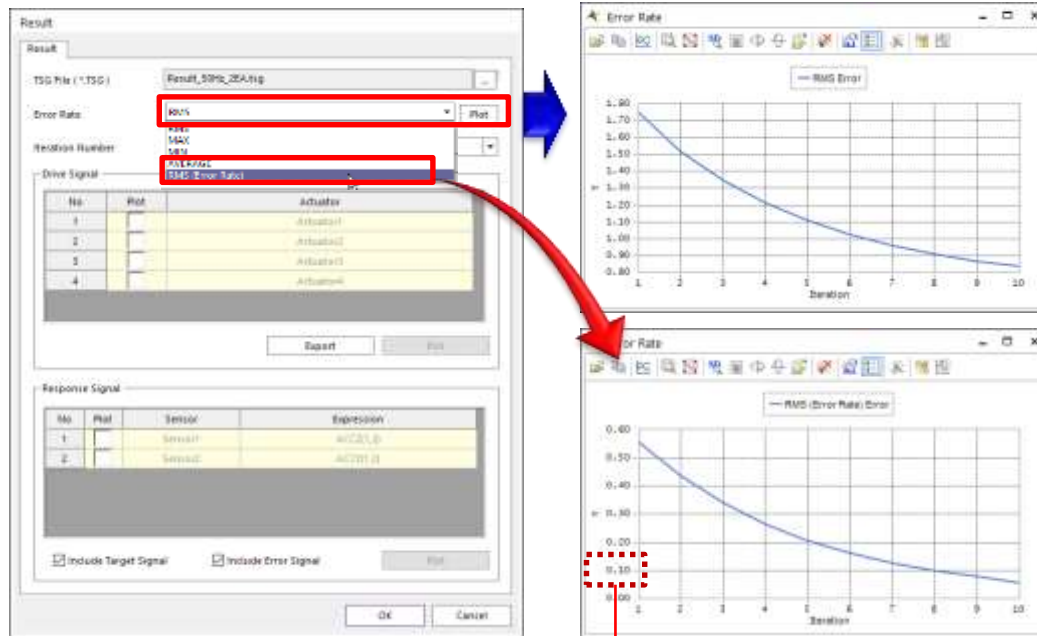 Result
Result
TSG File ( *.TSG )
Result_50Hz_2EA.tsg
...
Error Rate
RMS
Plot
RMS
MAX
MIN
AVERAGE
RMS (Error Rate)
Iteration Number
Drive Signal
No Plot Actuator
1 Actuator1
2 Actuator2
3 Actuator3
4 Actuator4
Export Plot
Response Signal
No Plot Sensor Expression
1 Sensor1
2 Sensor2
Include Target Signal Include Error Signal Plot
OK Cancel
Error Rate
RMS Error
1.80
1.70
1.60
1.50
1.40
1.30
1.20
1.10
1.00
0.90
0.80
1 2 3 4 5 6 7 8 9 10
Iteration
or Rate
RMS (Error Rate) Error
0.60
0.50
0.40
0.30
0.20
0.10
0.00
1 2 3 4 5 6 7 8 9 10
Iteration